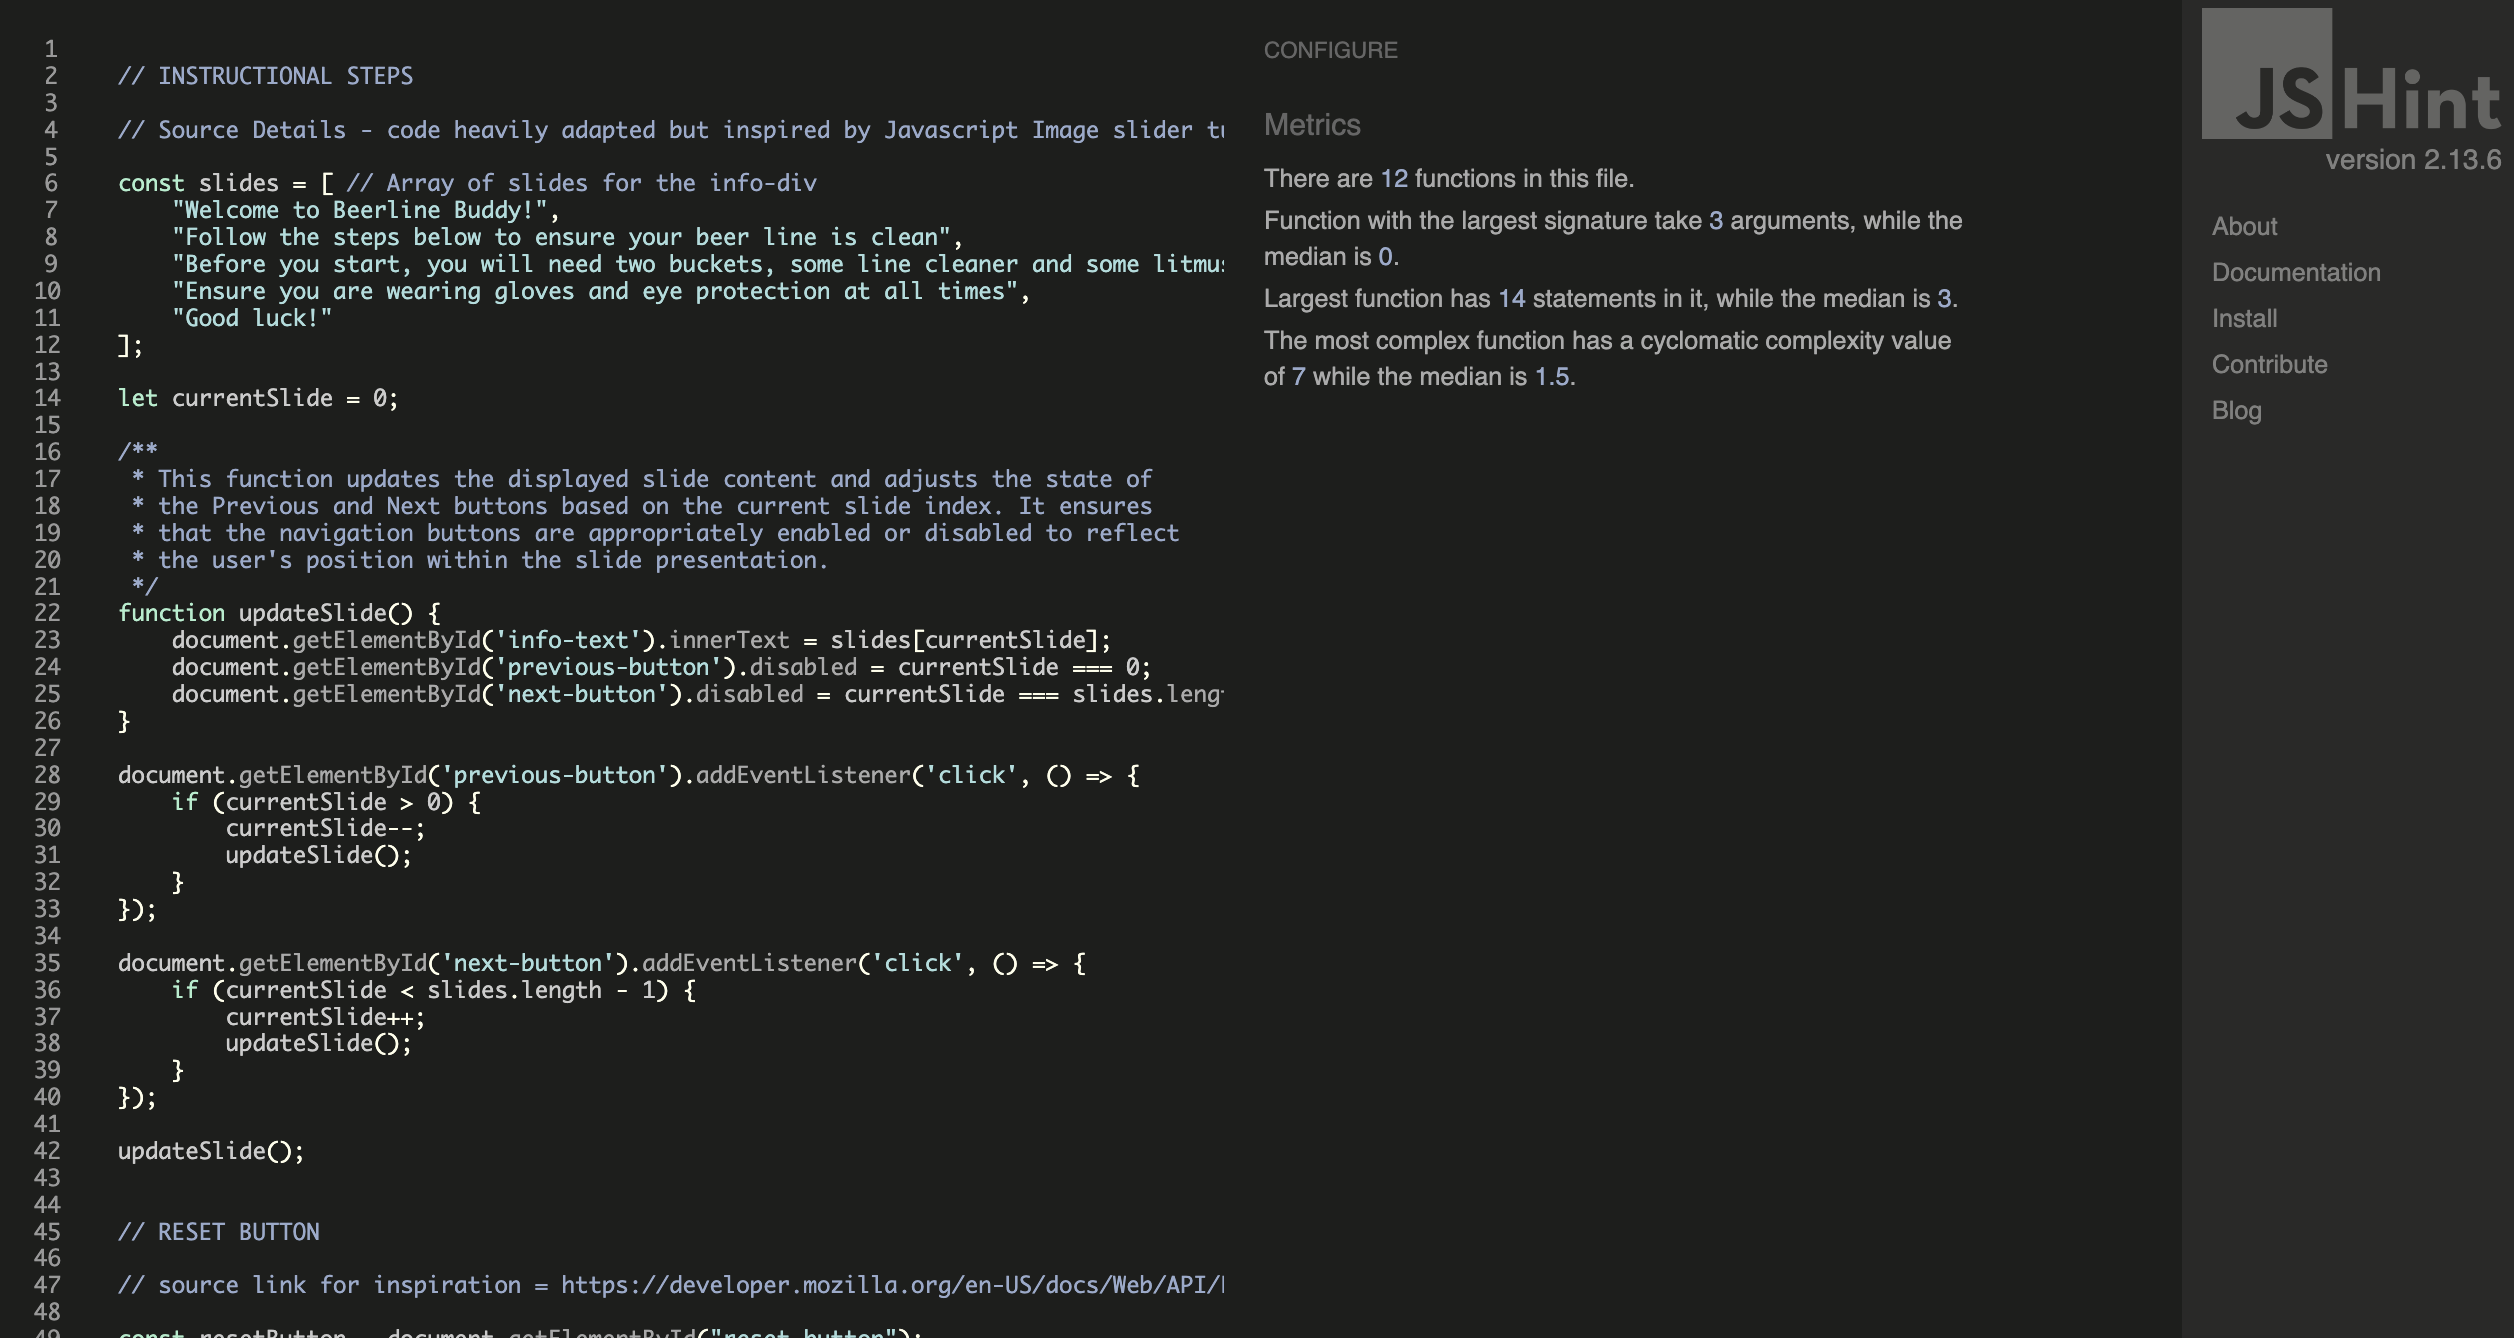 1
2 // INSTRUCTIONAL STEPS
3
4 // Source Details - code heavily adapted but inspired by Javascript Image slider
5
6 const slides = [ // Array of slides for the info-div
7 "Welcome to Beerline Buddy!",
8 "Follow the steps below to ensure your beer line is clean",
9 "Before you start, you will need two buckets, some line cleaner and some
10 "Ensure you are wearing gloves and eye protection at all times",
11 "Good luck!"
12 ];
13
14 let currentSlide = 0;
15
16 /**
17 * This function updates the displayed slide content and adjusts the state of
18 * the Previous and Next buttons based on the current slide index. It ensures
19 * that the navigation buttons are appropriately enabled or disabled to reflect
20 * the user's position within the slide presentation.
21 */
22 function updateSlide() {
23 document.getElementById('info-text').innerText = slides[currentSlide];
24 document.getElementById('previous-button').disabled = currentSlide === 0;
25 document.getElementById('next-button').disabled = currentSlide === slides.leng
26 }
27
28 document.getElementById('previous-button').addEventListener('click', () => {
29 if (currentSlide > 0) {
30 currentSlide--;
31 updateSlide();
32 }
33 });
34
35 document.getElementById('next-button').addEventListener('click', () => {
36 if (currentSlide < slides.length - 1) {
37 currentSlide++;
38 updateSlide();
39 }
40 });
41
42 updateSlide();
43
44
45 // RESET BUTTON
46
47 // source link for inspiration = https://developer.mozilla.org/en-US/docs/Web/API/
48
49 const resetButton = document.getElementById("reset-button");
CONFIGURE
Metrics
There are 12 functions in this file.
Function with the largest signature take 3 arguments, while the
median is 0.
Largest function has 14 statements in it, while the median is 3.
The most complex function has a cyclomatic complexity value
of 7 while the median is 1.5.
JSHint
version 2.13.6
About
Documentation
Install
Contribute
Blog